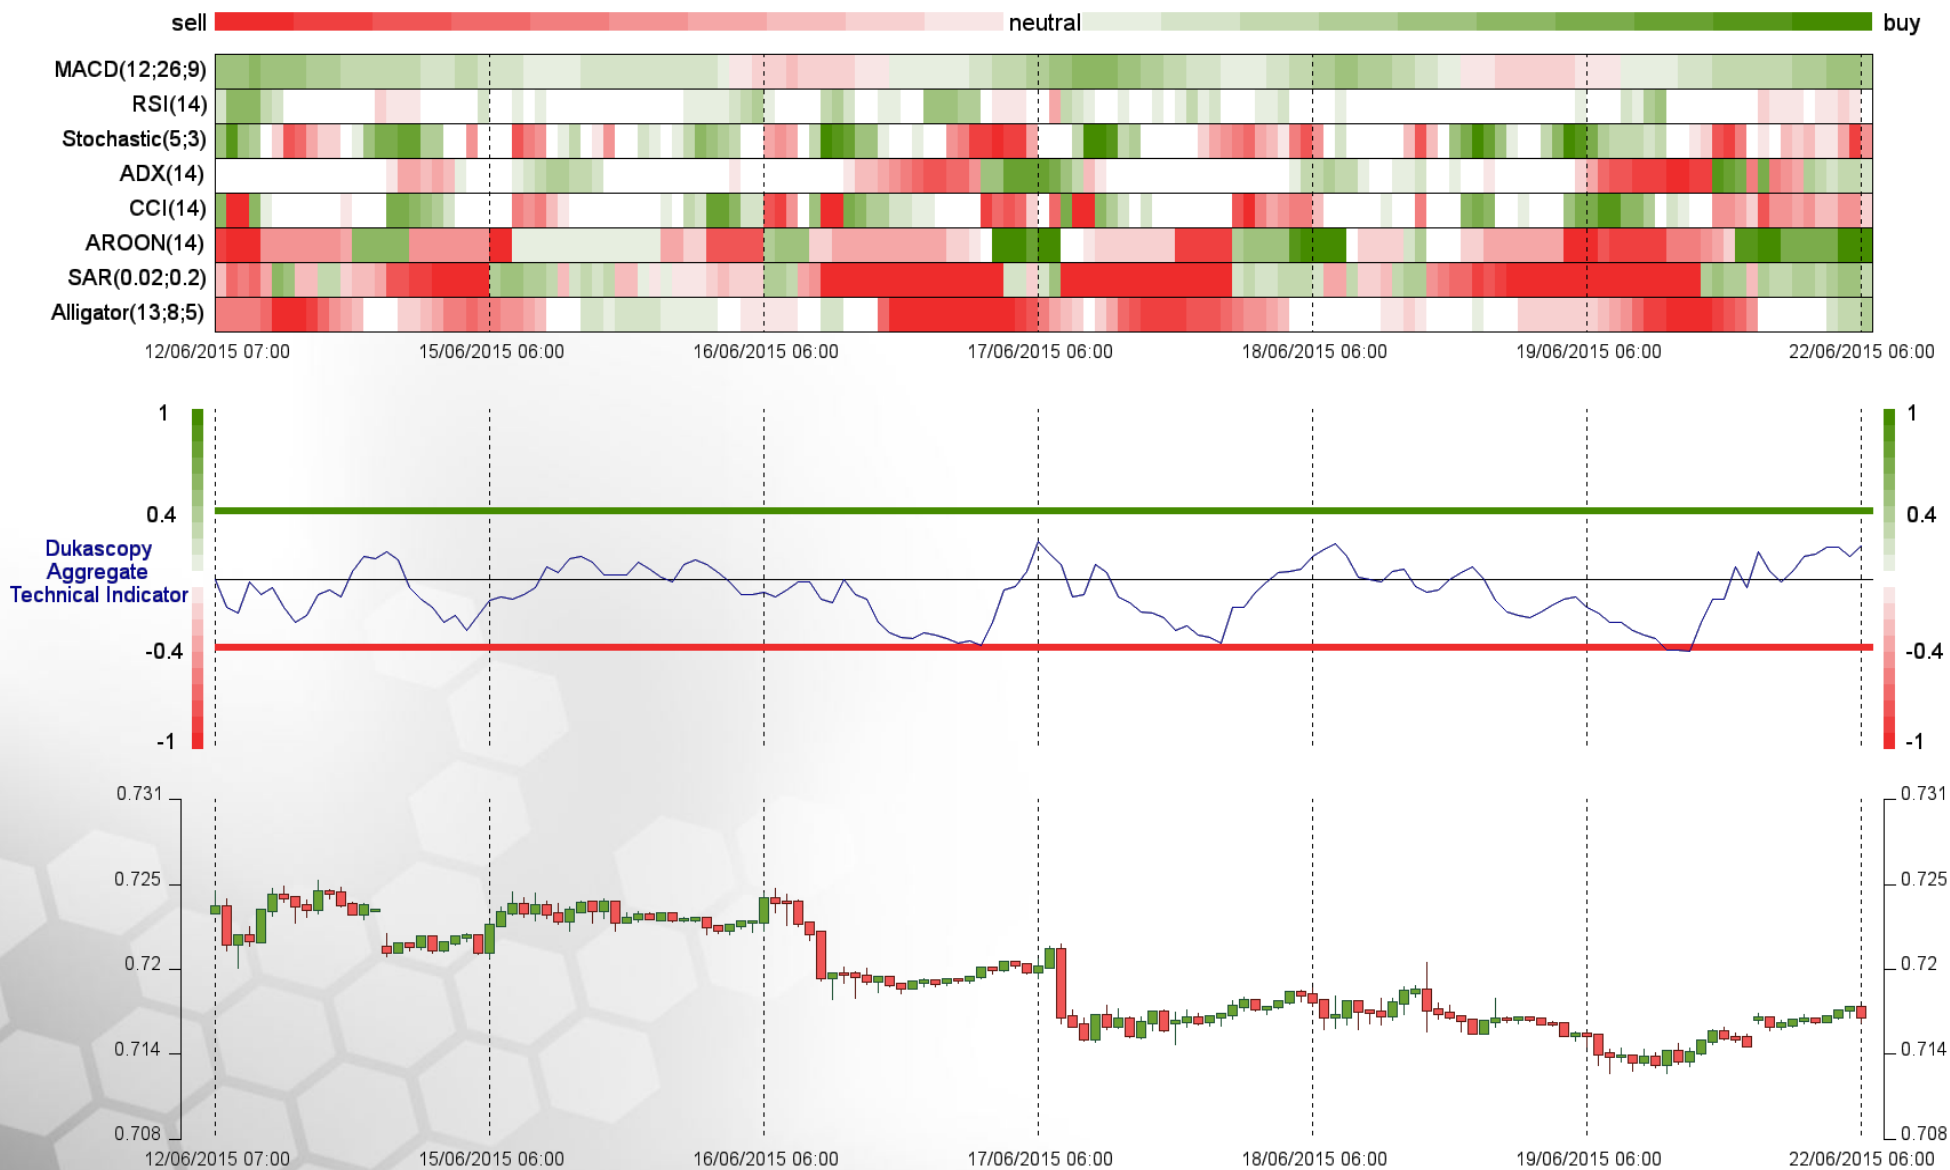 sell neutral buy
MACD(12;26;9)
RSI(14)
Stochastic(5;3)
ADX(14)
CCI(14)
AROON(14)
SAR(0.02;0.2)
Alligator(13;8;5)
12/06/2015 07:00 15/06/2015 06:00 16/06/2015 06:00 17/06/2015 06:00 18/06/2015 06:00 19/06/2015 06:00 22/06/2015 06:00
1 1
0.4 0.4
Dukascopy
Aggregate
Technical Indicator
-0.4 -0.4
-1 -1
0.731 0.731
0.725 0.725
0.72 0.72
0.714 0.714
0.708 0.708
12/06/2015 07:00 15/06/2015 06:00 16/06/2015 06:00 17/06/2015 06:00 18/06/2015 06:00 19/06/2015 06:00 22/06/2015 06:00